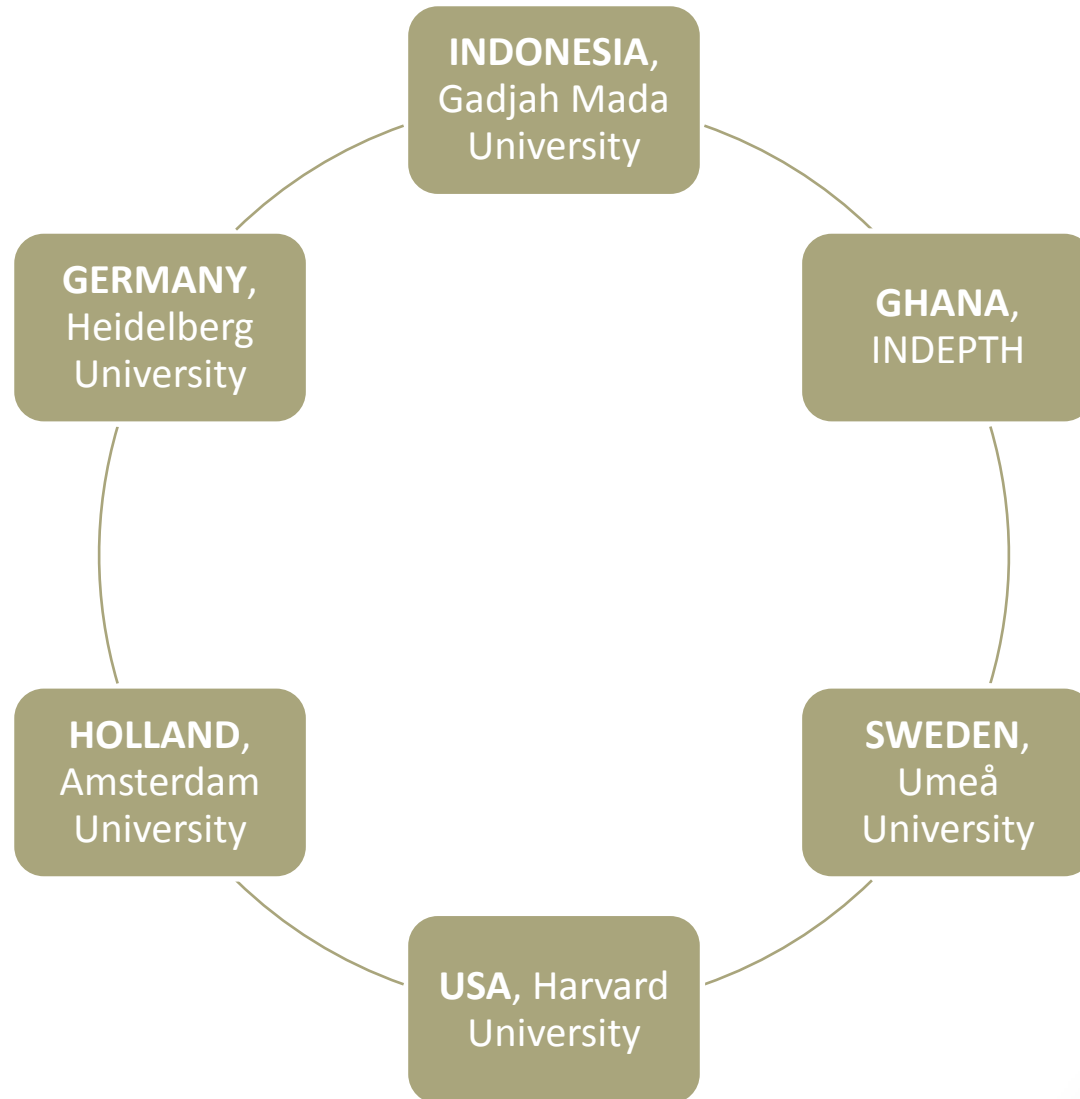 INDONESIA,
Gadjah Mada
University
GHANA,
INDEPTH
SWEDEN,
Umeå
University
USA, Harvard
University
HOLLAND,
Amsterdam
University
GERMANY,
Heidelberg
University